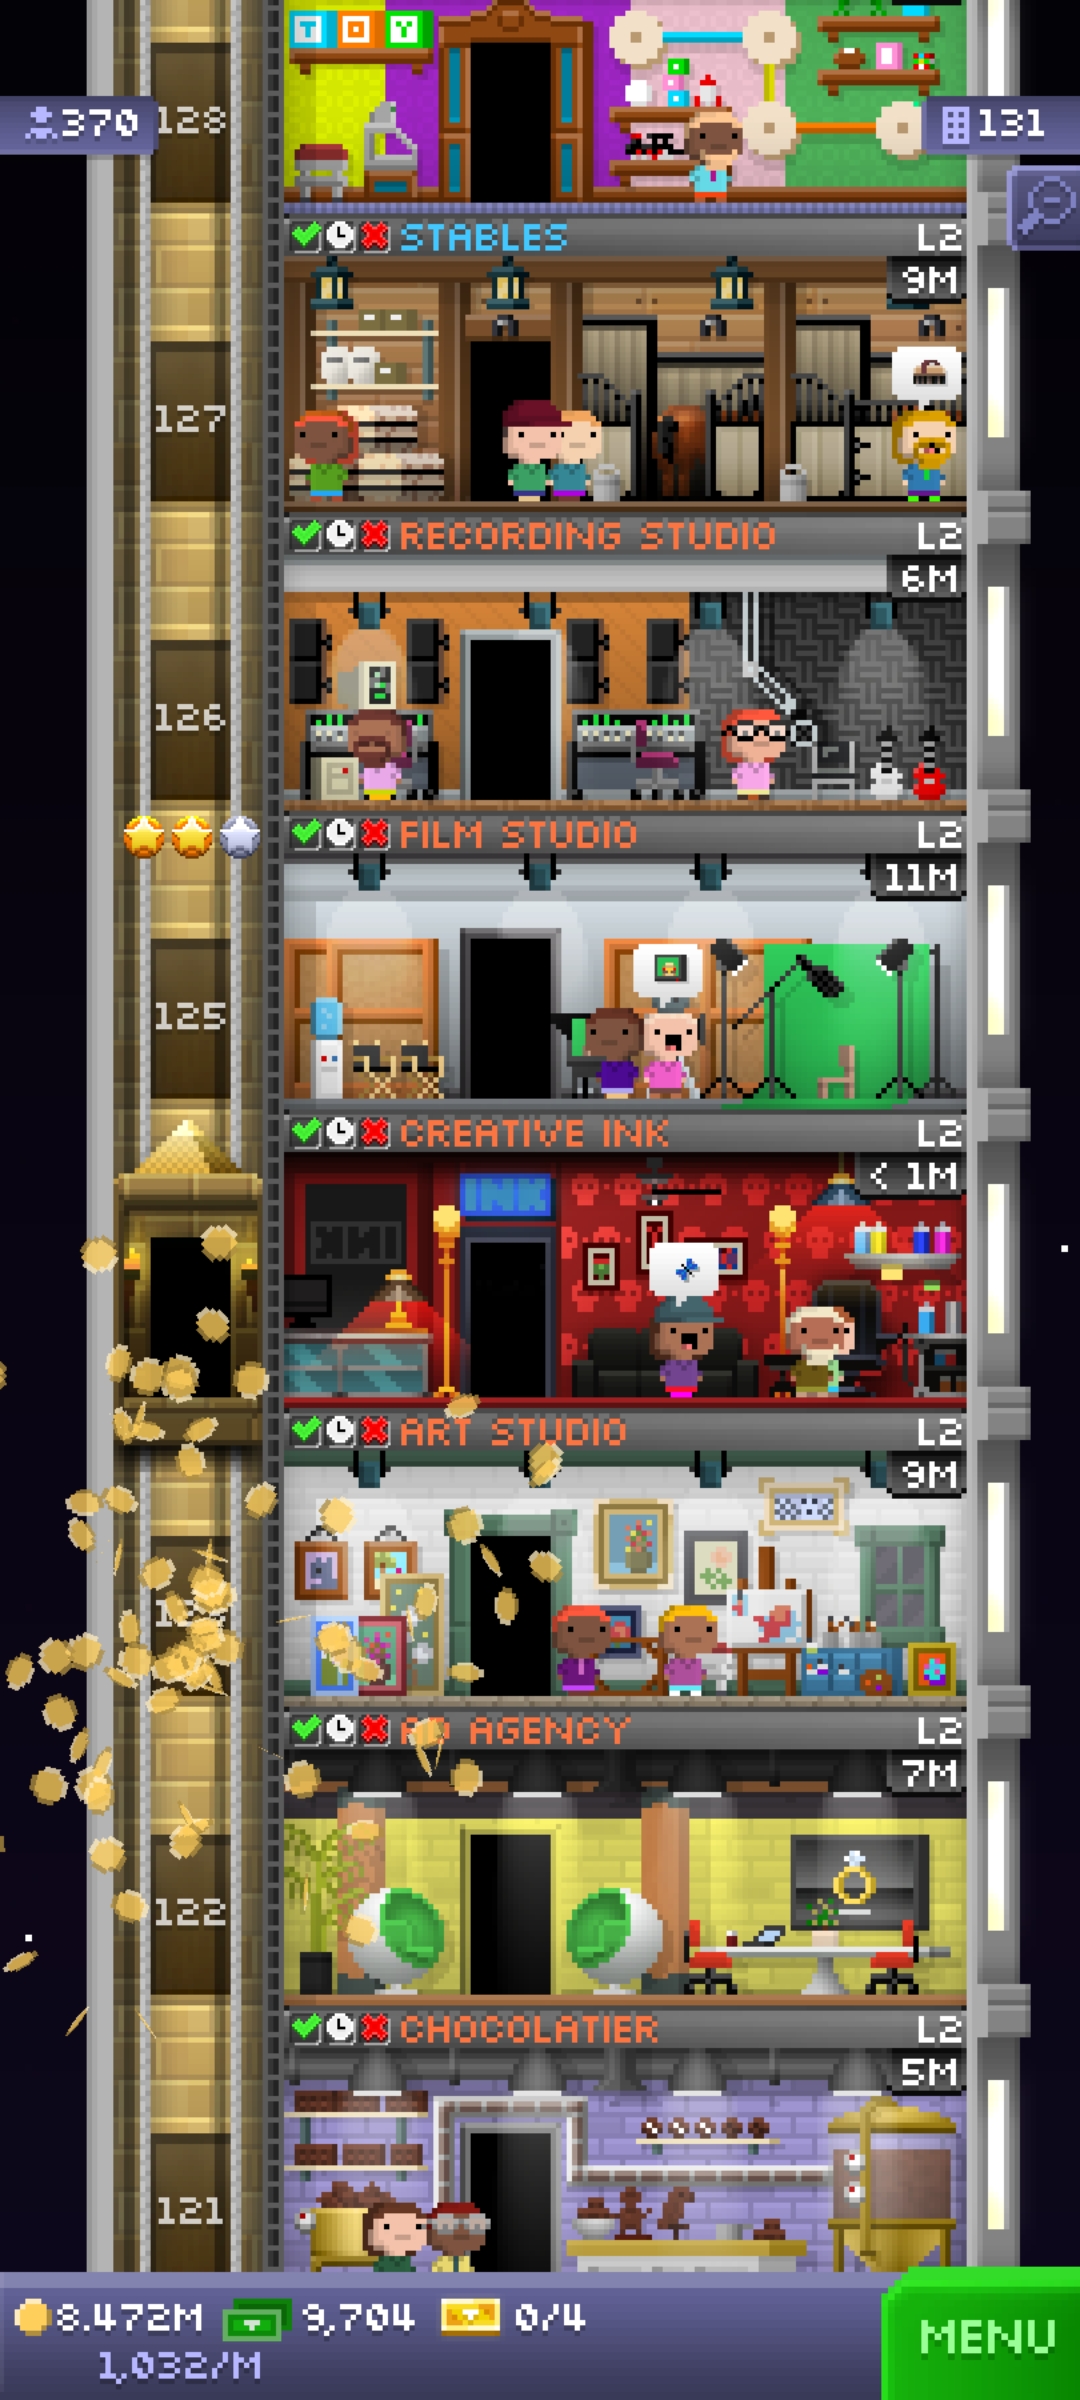 T O Y
370
128
131
STABLES L2
9M
127
RECORDING STUDIO L2
6M
126
FILM STUDIO L2
11M
125
CREATIVE INK L2
< 1M
INK
ART STUDIO L2
9M
AD AGENCY L2
7M
122
CHOCOLATIER L2
5M
121
8.472M 9,704 0/4
1,032/M
MENU